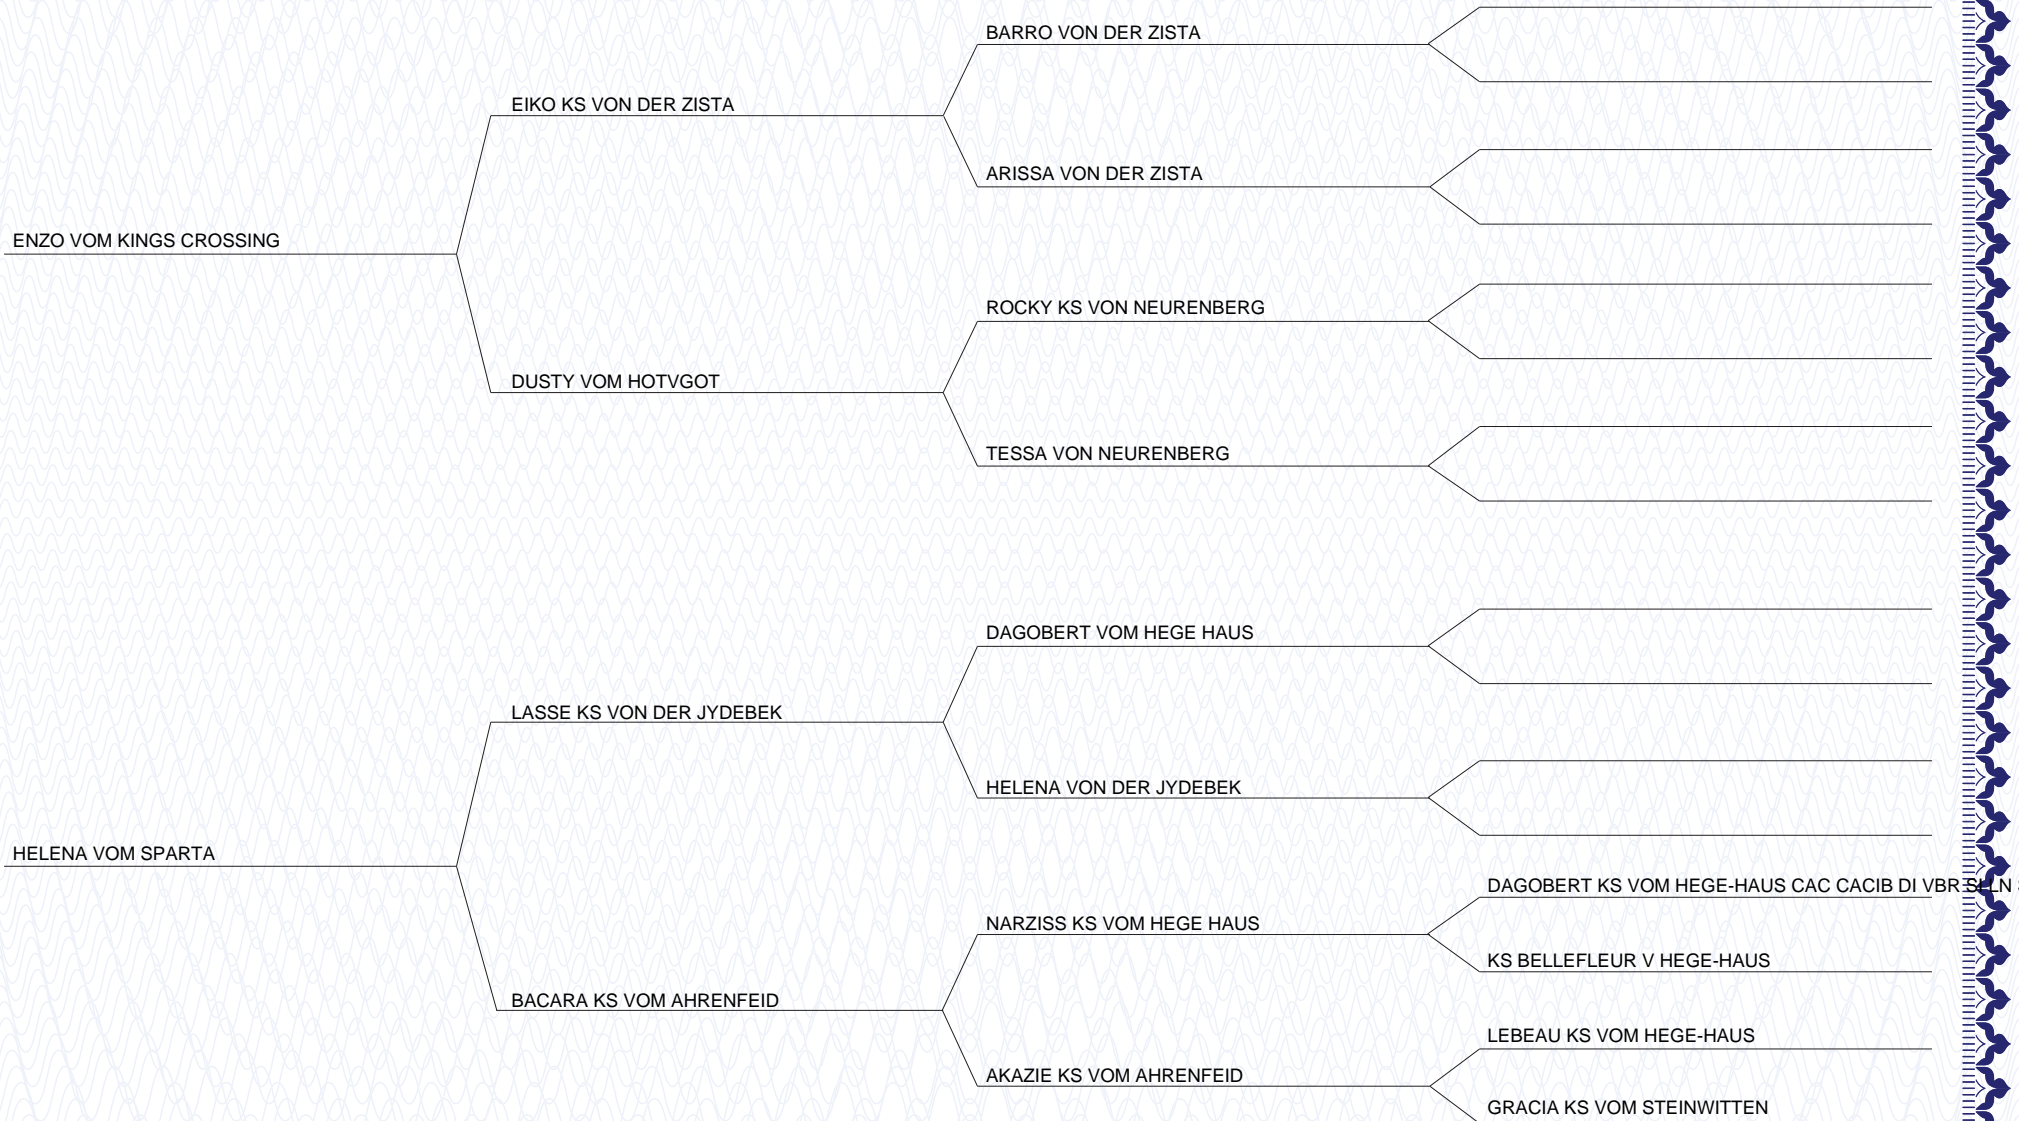 BARRO VON DER ZISTA
EIKO KS VON DER ZISTA
ARISSA VON DER ZISTA
ENZO VOM KINGS CROSSING
ROCKY KS VON NEURENBERG
DUSTY VOM HOTVGOT
TESSA VON NEURENBERG
DAGOBERT VOM HEGE HAUS
LASSE KS VON DER JYDEBEK
HELENA VON DER JYDEBEK
HELENA VOM SPARTA
DAGOBERT KS VOM HEGE-HAUS CAC CACIB DI VBR SLLN
NARZISS KS VOM HEGE HAUS
KS BELLEFLEUR V HEGE-HAUS
BACARA KS VOM AHRENFEID
LEBEAU KS VOM HEGE-HAUS
AKAZIE KS VOM AHRENFEID
GRACIA KS VOM STEINWITTEN